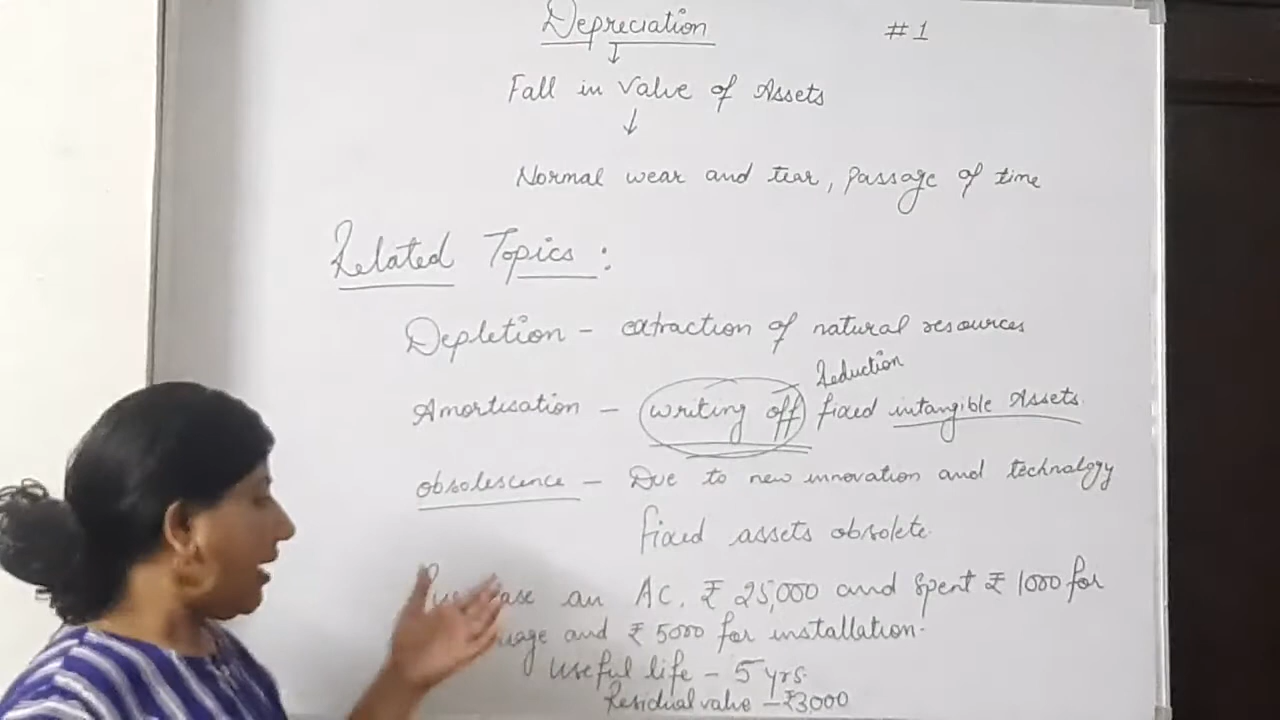 Depreciation #1
↓
Fall in Value of Assets
↓
Normal wear and tear, passage of time
Related Topics :
Depletion – extraction of natural resources
Reduction
Amortisation – writing off fixed intangible Assets
obsolescence – Due to new innovation and technology
fixed assets obsolete.
an AC. ₹ 25,000 and spent ₹ 1000 for
and ₹ 5000 for installation.
Useful life – 5 yrs.
Residual value – ₹3,000